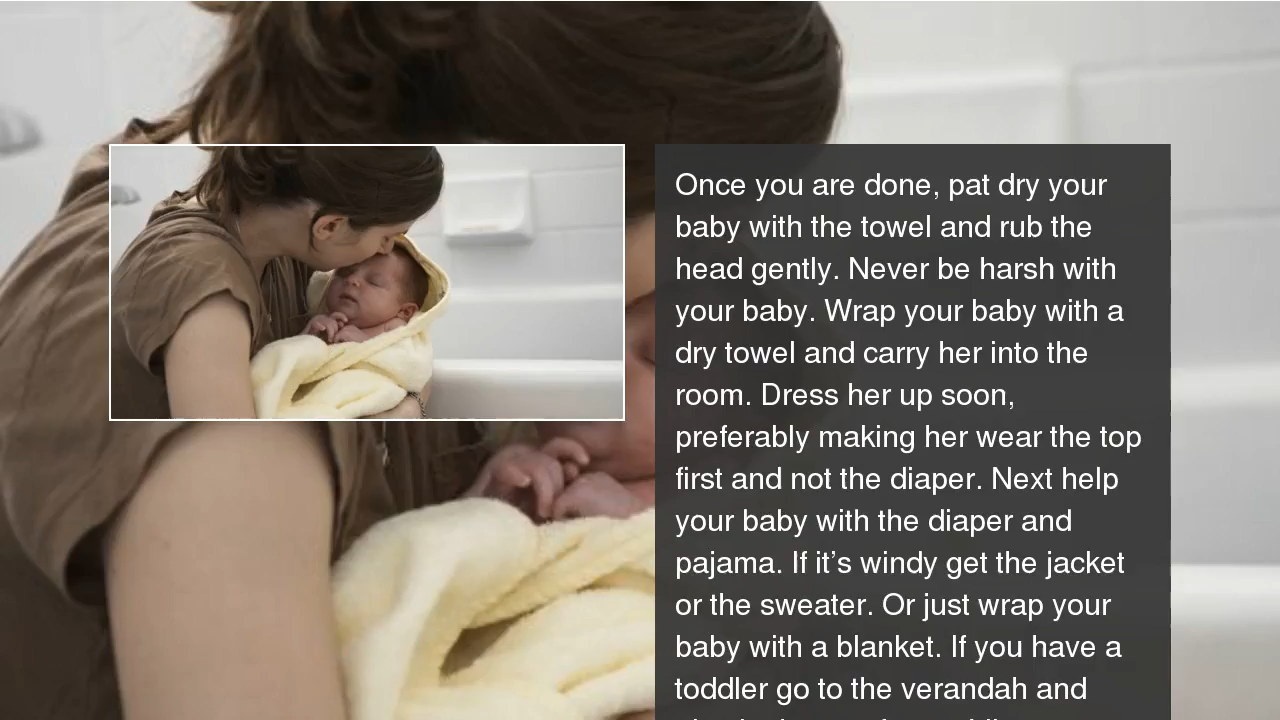 Once you are done, pat dry your
baby with the towel and rub the
head gently. Never be harsh with
your baby. Wrap your baby with a
dry towel and carry her into the
room. Dress her up soon,
preferably making her wear the top
first and not the diaper. Next help
your baby with the diaper and
pajama. If it’s windy get the jacket
or the sweater. Or just wrap your
baby with a blanket. If you have a
toddler go to the verandah and